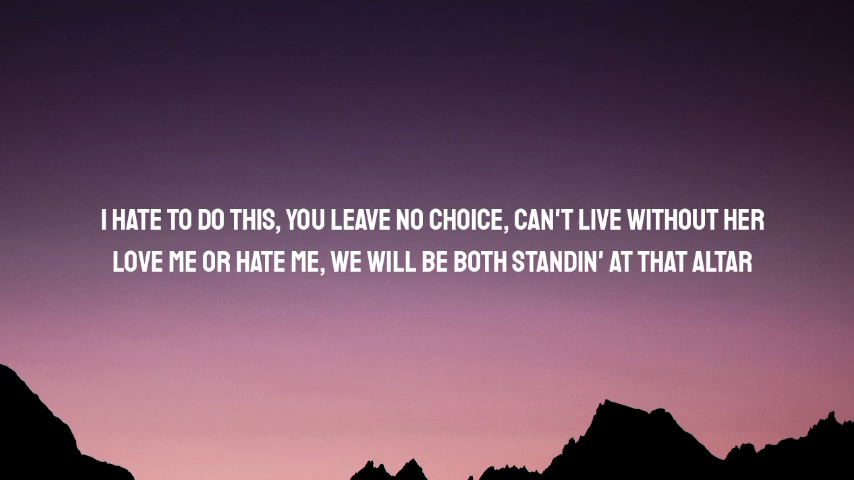 I HATE TO DO THIS, YOU LEAVE NO CHOICE, CAN'T LIVE WITHOUT HER
LOVE ME OR HATE ME, WE WILL BE BOTH STANDIN' AT THAT ALTAR